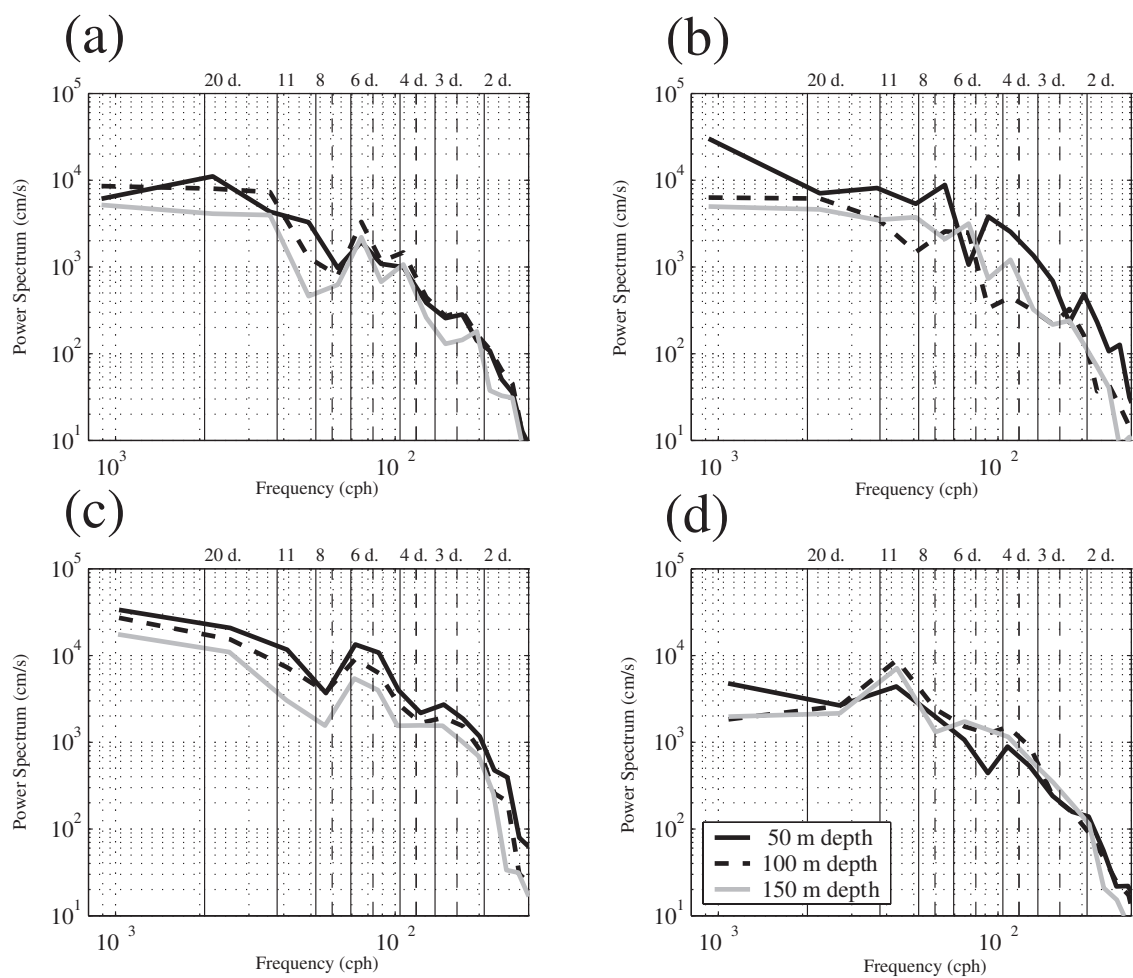 (a)
20 d. 11 8 6 d. 4 d. 3 d. 2 d.
10^5
10^4
10^3
10^2
10^1
Power Spectrum (cm/s)
10^3 10^2
Frequency (cph)
(b)
20 d. 11 8 6 d. 4 d. 3 d. 2 d.
10^5
10^4
10^3
10^2
10^1
Power Spectrum (cm/s)
10^3 10^2
Frequency (cph)
(c)
20 d. 11 8 6 d. 4 d. 3 d. 2 d.
10^5
10^4
10^3
10^2
10^1
Power Spectrum (cm/s)
10^3 10^2
Frequency (cph)
(d)
20 d. 11 8 6 d. 4 d. 3 d. 2 d.
10^5
10^4
10^3
10^2
10^1
Power Spectrum (cm/s)
50 m depth
100 m depth
150 m depth
10^3 10^2
Frequency (cph)